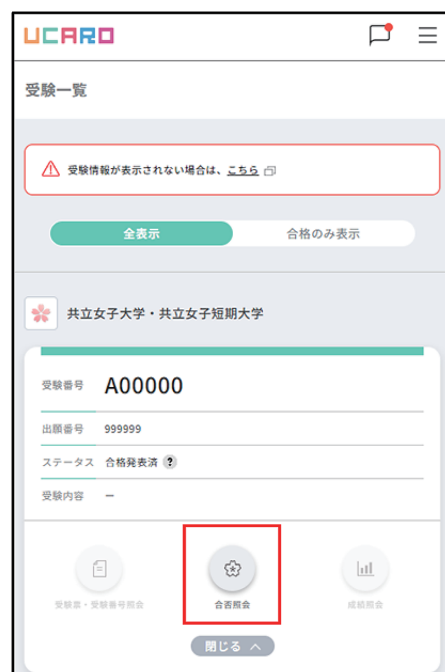 UCARO
受験一覧
受験情報が表示されない場合は、こちら
全表示
合格のみ表示
共立女子大学・共立女子短期大学
受験番号 A00000
出願番号 999999
ステータス 合格発表済 ?
受験内容 ー
受験票・受験番号照会
合否照会
成績照会
閉じる